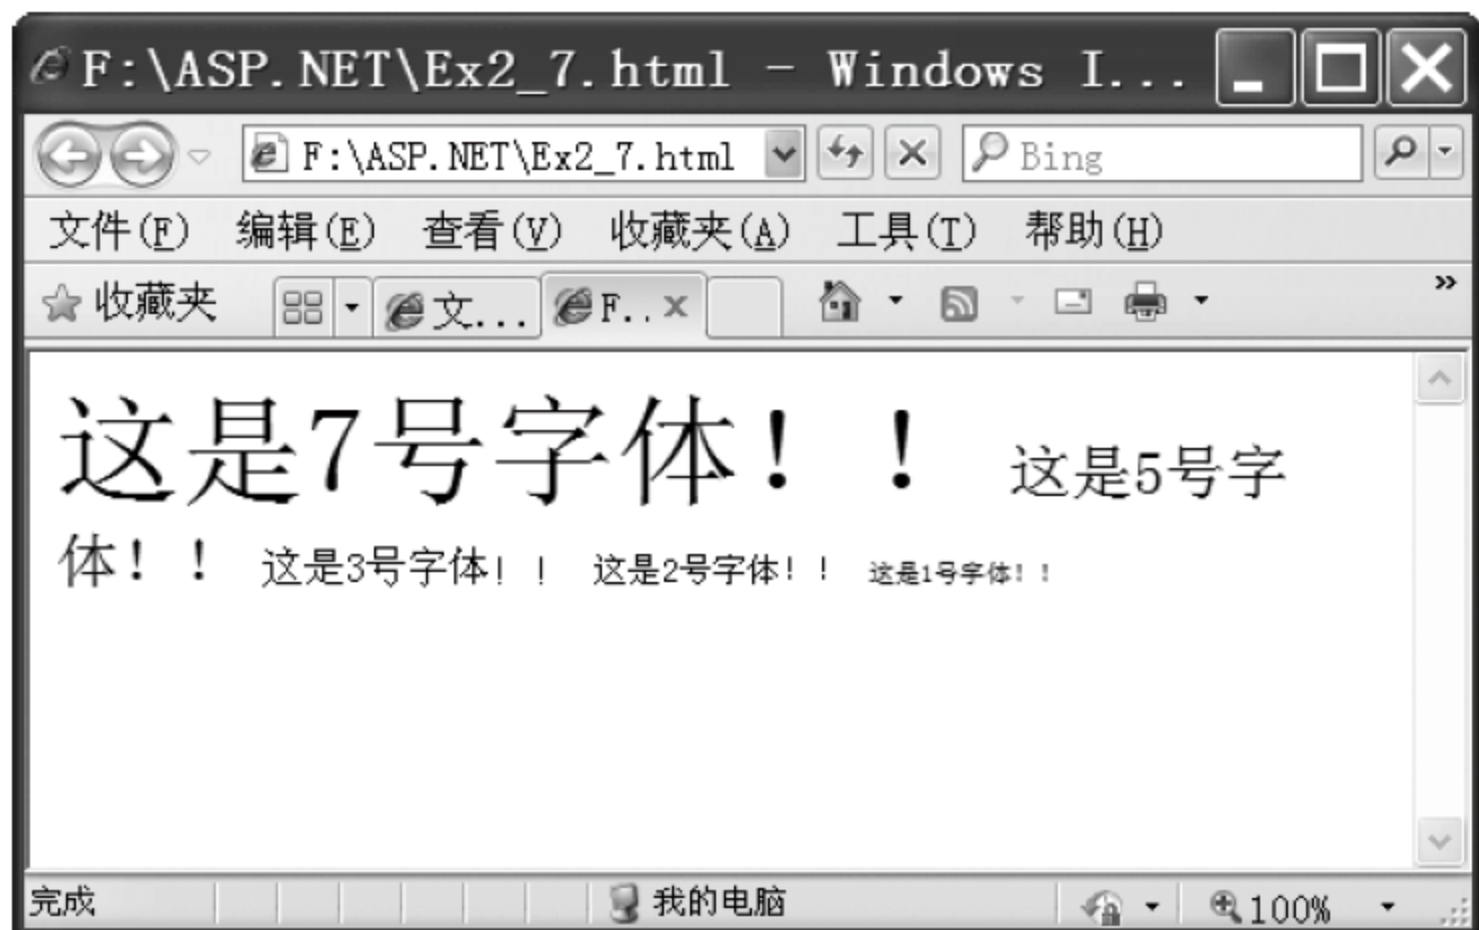 F:\ASP.NET\Ex2_7.html - Windows I...
F:\ASP.NET\Ex2_7.html Bing
文件(F) 编辑(E) 查看(V) 收藏夹(A) 工具(T) 帮助(H)
收藏夹 文... F.. »
这是7号字体！！ 这是5号字
体！！ 这是3号字体！！ 这是2号字体！！ 这是1号字体！！
完成 我的电脑 100%